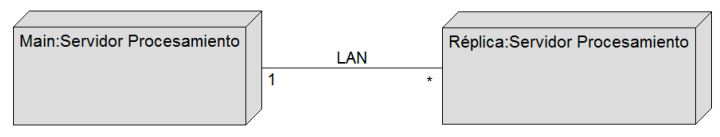 Main:Servidor Procesamiento
LAN
Réplica:Servidor Procesamiento
1
*